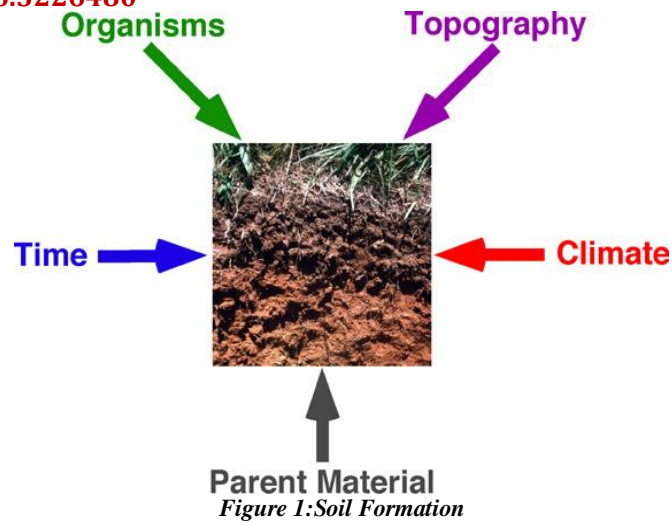 Organisms
Topography
Time
Climate
Parent Material
Figure 1:Soil Formation